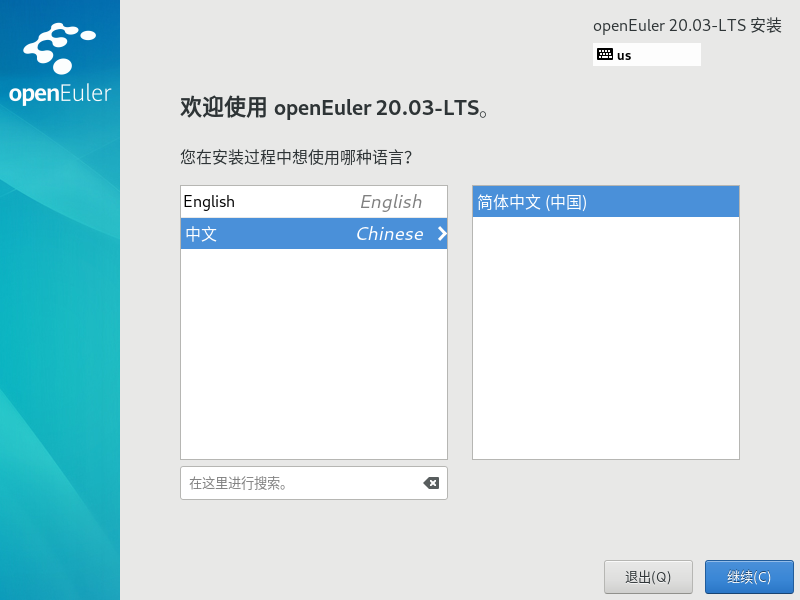 openEuler
openEuler 20.03-LTS 安装
us
欢迎使用 openEuler 20.03-LTS。
您在安装过程中想使用哪种语言？
English English
中文 Chinese
简体中文 (中国)
在这里进行搜索。
退出(Q)
继续(C)